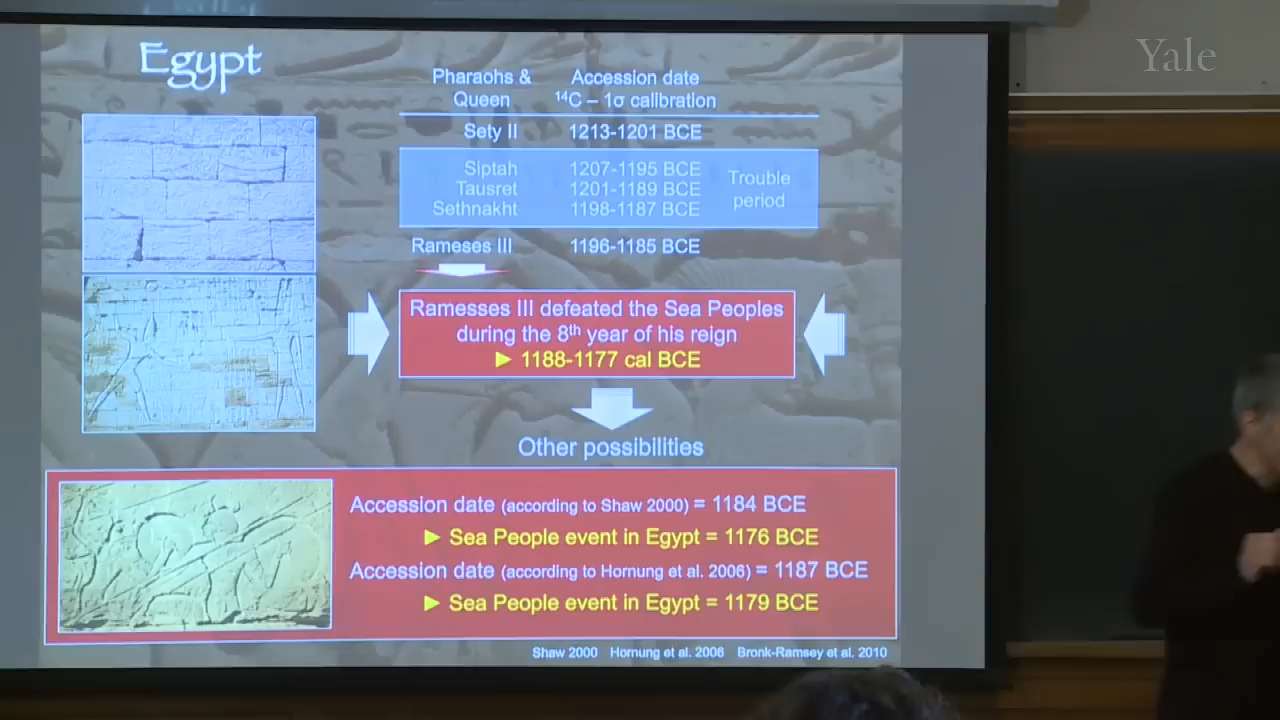 Yale
Egypt
Pharaohs & Queen Accession date ¹⁴C – 1σ calibration
Sety II 1213-1201 BCE
Siptah 1207-1195 BCE
Tausret 1201-1189 BCE
Sethnakht 1198-1187 BCE
Trouble period
Rameses III 1196-1185 BCE
Ramesses III defeated the Sea Peoples
during the 8th year of his reign
► 1188-1177 cal BCE
Other possibilities
Accession date (according to Shaw 2000) = 1184 BCE
► Sea People event in Egypt = 1176 BCE
Accession date (according to Hornung et al. 2006) = 1187 BCE
► Sea People event in Egypt = 1179 BCE
Shaw 2000 Hornung et al. 2006 Bronk-Ramsey et al. 2010